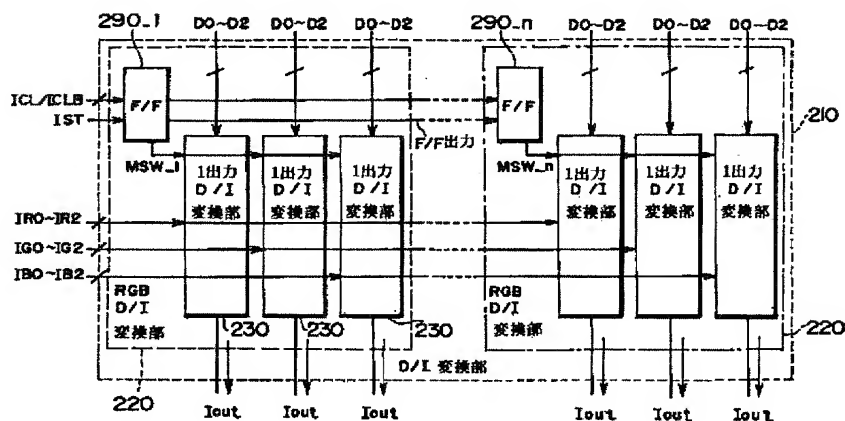 290_1 D0~D2 D0~D2 D0~D2 290_n D0~D2 D0~D2 D0~D2
ICL/ICLB
IST
F/F
F/F
F/F出力
210
MSW_1
MSW_n
1出力
D/I
変換部
1出力
D/I
変換部
1出力
D/I
変換部
1出力
D/I
変換部
1出力
D/I
変換部
1出力
D/I
変換部
IR0~IR2
IG0~IG2
IB0~IB2
RGB
D/I
変換部
RGB
D/I
変換部
230 230 230
220
D/I 変換部
220
Iout Iout Iout Iout Iout Iout